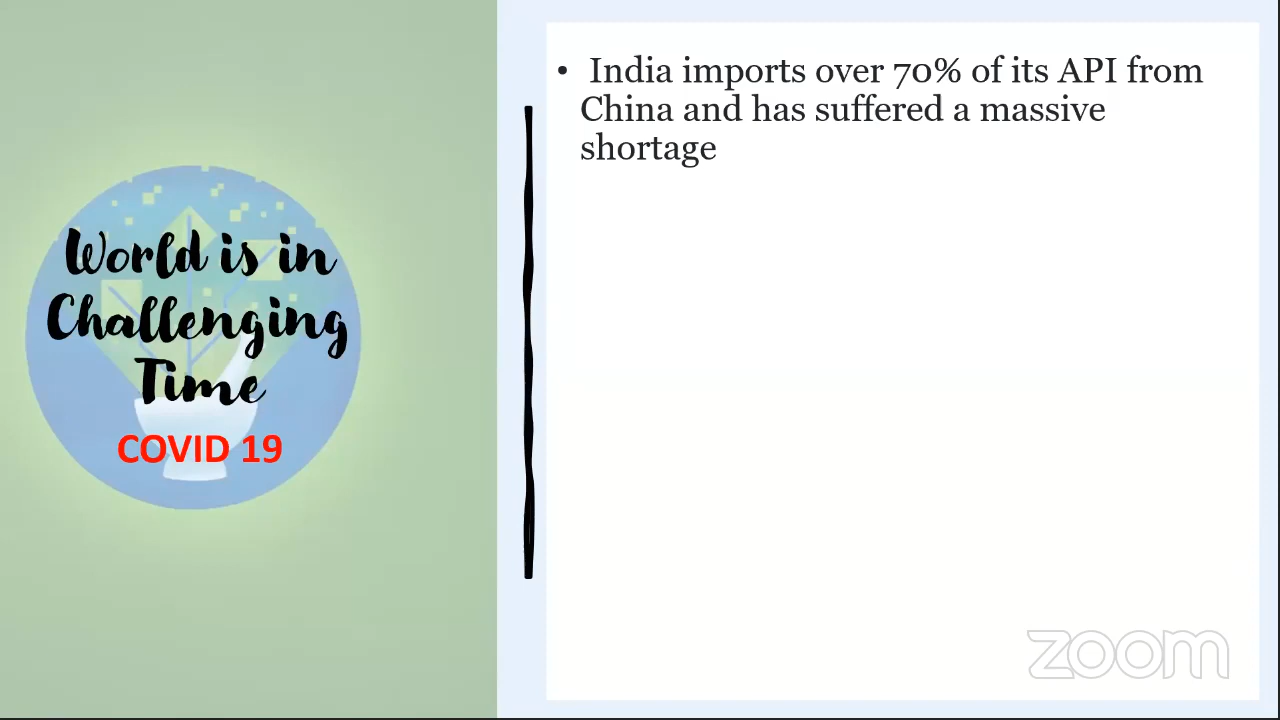 World is in
Challenging
Time
COVID 19
• India imports over 70% of its API from
China and has suffered a massive
shortage
zoom